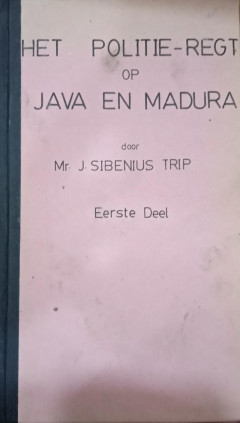 HET POLITIE-REGT
OP
JAVA EN MADURA
door
Mr J. SIBENIUS TRIP
Eerste Deel